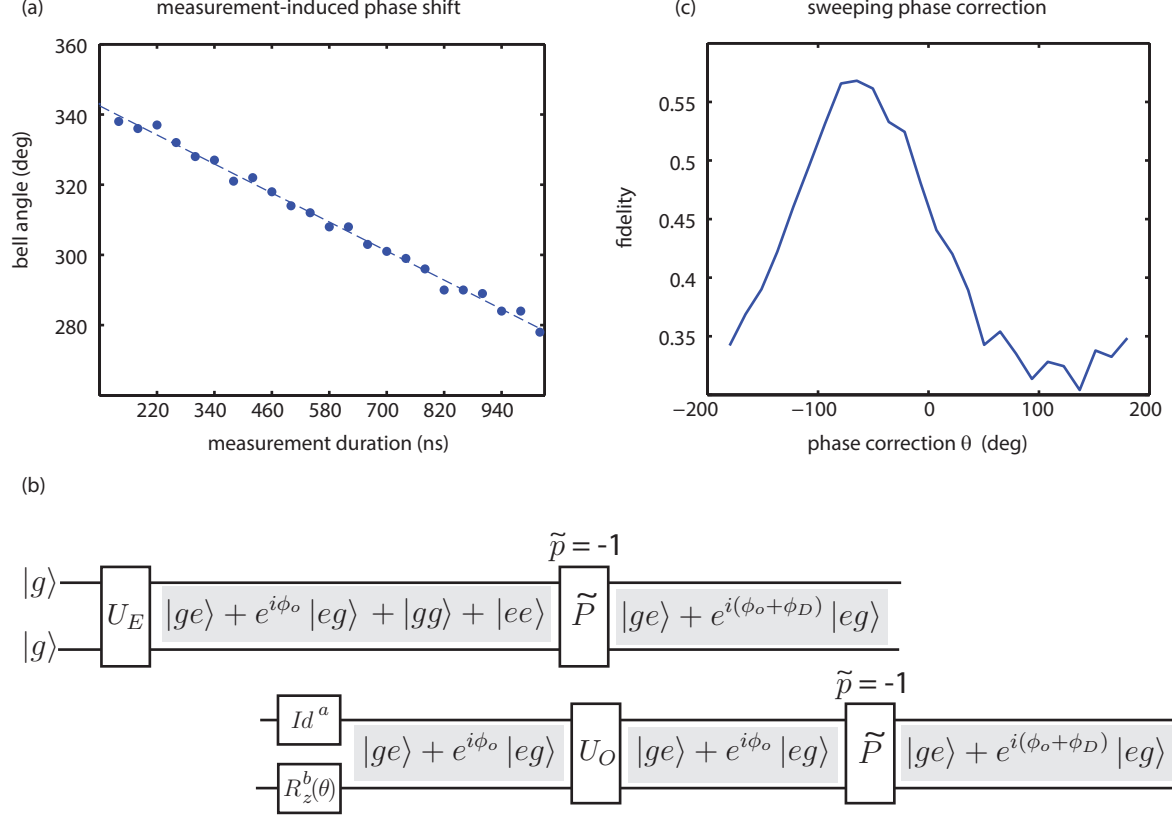 (a) measurement-induced phase shift
360
340
320
300
280
bell angle (deg)
220 340 460 580 700 820 940
measurement duration (ns)
(c) sweeping phase correction
0.55
0.5
0.45
0.4
0.35
fidelity
−200 −100 0 100 200
phase correction θ (deg)
(b)
p̃ = -1
|g⟩
|g⟩
U_E |ge⟩ + e^{iϕ_o} |eg⟩ + |gg⟩ + |ee⟩ P̃ |ge⟩ + e^{i(ϕ_o+ϕ_D)} |eg⟩
p̃ = -1
Id^a
R_z^b(θ)
|ge⟩ + e^{iϕ_o} |eg⟩ U_O |ge⟩ + e^{iϕ_o} |eg⟩ P̃ |ge⟩ + e^{i(ϕ_o+ϕ_D)} |eg⟩